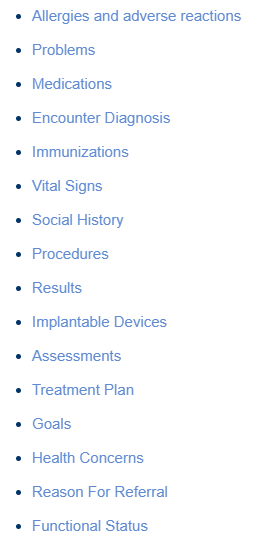 Allergies and adverse reactions
Problems
Medications
Encounter Diagnosis
Immunizations
Vital Signs
Social History
Procedures
Results
Implantable Devices
Assessments
Treatment Plan
Goals
Health Concerns
Reason For Referral
Functional Status